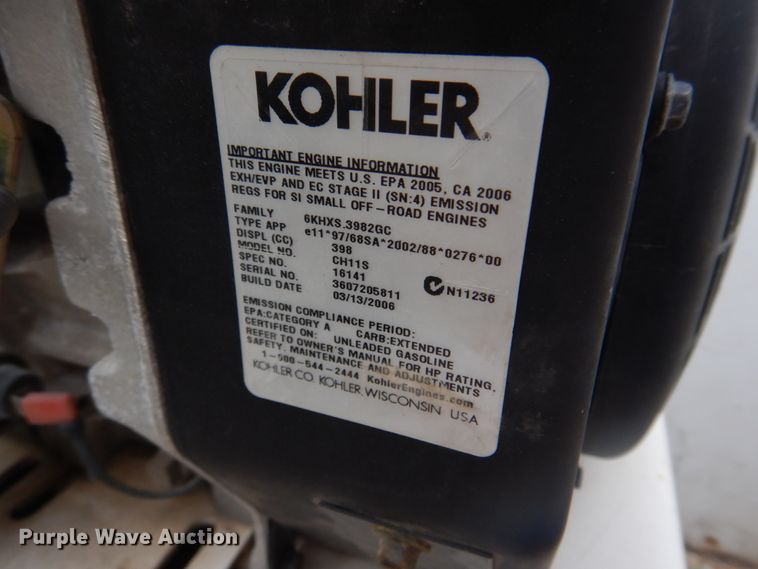 KOHLER®
IMPORTANT ENGINE INFORMATION
THIS ENGINE MEETS U.S. EPA 2005, CA 2006
EXH/EVP AND EC STAGE II (SN:4) EMISSION
REGS FOR SI SMALL OFF-ROAD ENGINES
FAMILY 6KHXS.3982GC
TYPE APP e11*97/68SA*2002/88*0276*00
DISPL (CC) 398
MODEL NO. CH11S
SPEC NO. 16141
SERIAL NO. 3607205811 N11236
BUILD DATE 03/13/2006
EMISSION COMPLIANCE PERIOD:
EPA:CATEGORY A CARB:EXTENDED
CERTIFIED ON: UNLEADED GASOLINE
REFER TO OWNER'S MANUAL FOR HP RATING,
SAFETY, MAINTENANCE AND ADJUSTMENTS
1-500-544-2444 KohlerEngines.com
KOHLER CO. KOHLER, WISCONSIN USA
Purple Wave Auction